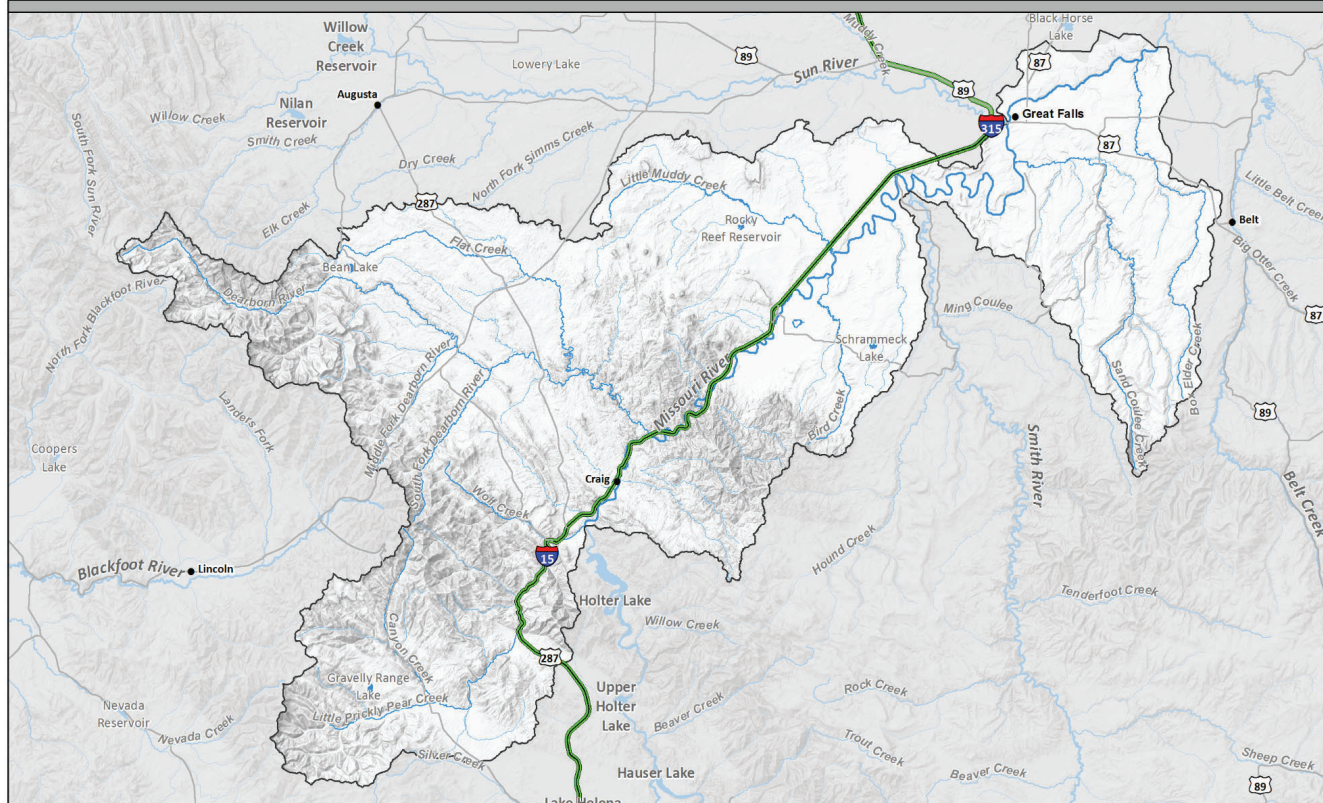 Willow
Creek
Reservoir
Black Horse
Lake
Muddy Creek
89
87
Lowery Lake
Sun River
Augusta
Nilan
Reservoir
89
Great Falls
315
Willow Creek
Smith Creek
87
South Fork Sun River
Dry Creek
North Fork Simms Creek
Little Muddy Creek
Little Belt Creek
287
Elk Creek
Rocky
Reef Reservoir
Belt
Flat Creek
Bean Lake
Big Otter Creek
Dearborn River
North Fork Blackfoot River
Ming Coulee
87
Schrammeck
Lake
Middle Fork Dearborn River
South Fork Dearborn River
Missouri River
Sand Coulee Creek
Box Elder Creek
Landers Fork
Bird Creek
89
Coopers
Lake
Smith River
Craig
Wolf Creek
Belt Creek
15
Hound Creek
Blackfoot River
Lincoln
Holter Lake
Tenderfoot Creek
Willow Creek
Canyon Creek
287
Gravelly Range
Lake
Upper
Holter
Lake
Rock Creek
Nevada
Reservoir
Little Prickly Pear Creek
Beaver Creek
Nevada Creek
Trout Creek
Silver Creek
Sheep Creek
Hauser Lake
Beaver Creek
89
Lake Helena